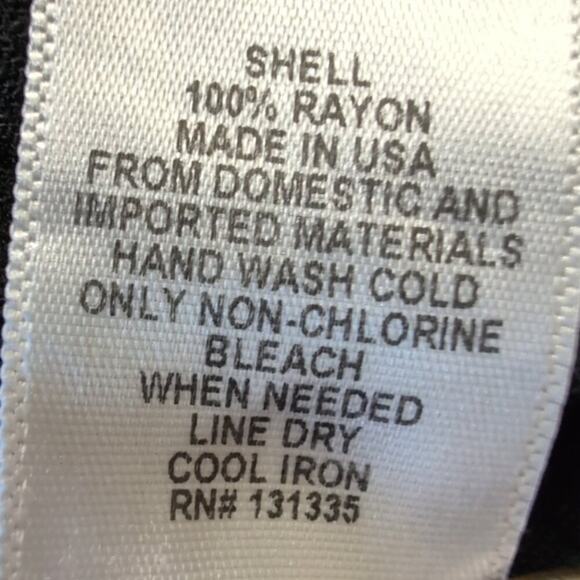 SHELL
100% RAYON
MADE IN USA
FROM DOMESTIC AND
IMPORTED MATERIALS
HAND WASH COLD
ONLY NON-CHLORINE
BLEACH
WHEN NEEDED
LINE DRY
COOL IRON
RN# 131335